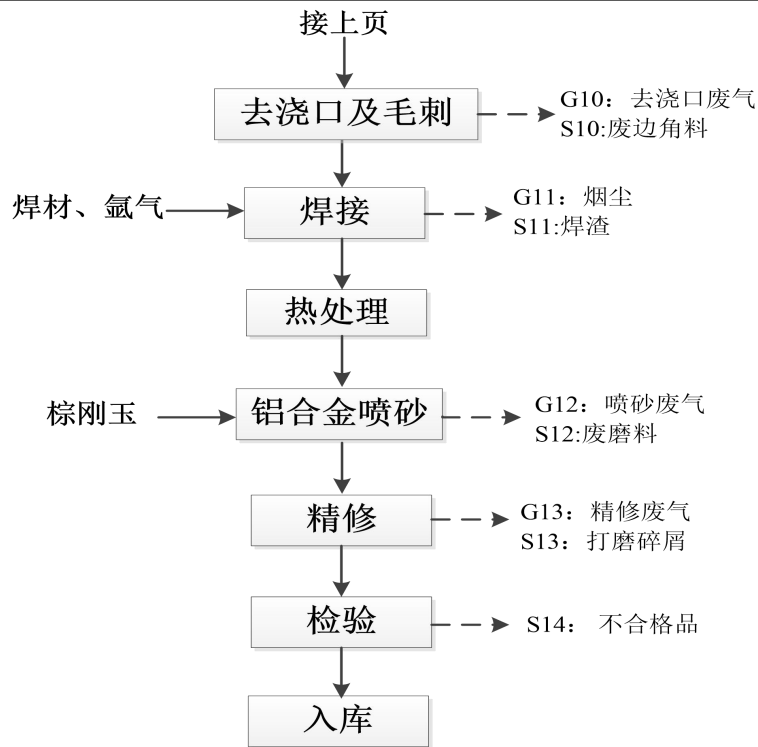 接上页
去浇口及毛刺
G10：去浇口废气
S10:废边角料
焊材、氩气
焊接
G11：烟尘
S11:焊渣
热处理
棕刚玉
铝合金喷砂
G12：喷砂废气
S12:废磨料
精修
G13：精修废气
S13：打磨碎屑
检验
S14： 不合格品
入库